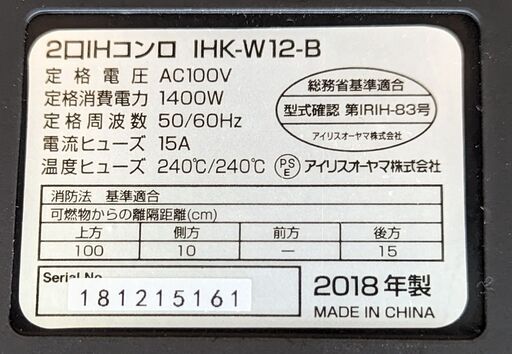 2口IHコンロ IHK-W12-B
定格電圧 AC100V
定格消費電力 1400W
定格周波数 50/60Hz
電流ヒューズ 15A
温度ヒューズ 240℃/240℃
総務省基準適合
型式確認 第IRIH-83号
アイリスオーヤマ株式会社
PSE アイリスオーヤマ株式会社
消防法 基準適合
可燃物からの離隔距離(cm)
上方 側方 前方 後方
100 10 — 15
Serial No.
181215161
2018年製
MADE IN CHINA